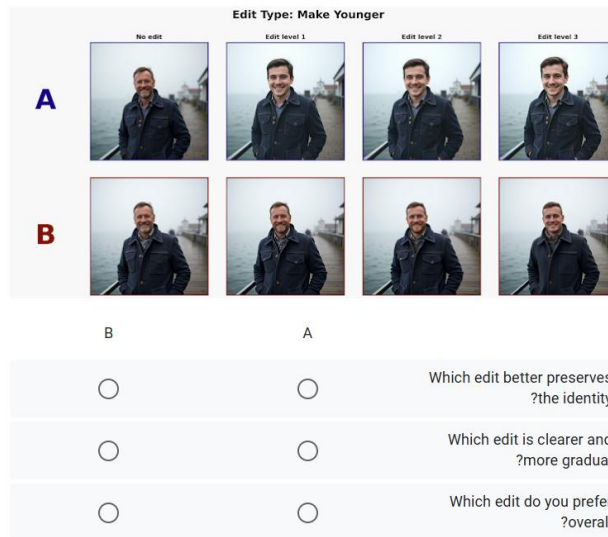 Edit Type: Make Younger
No edit Edit level 1 Edit level 2 Edit level 3
A
B
B A
Which edit better preserves
?the identity
Which edit is clearer and
?more gradual
Which edit do you prefer
?overall